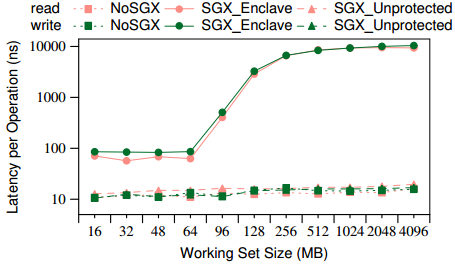 read NoSGX SGX_Enclave SGX_Unprotected
write NoSGX SGX_Enclave SGX_Unprotected
Latency per Operation (ns)
10000
1000
100
10
16 32 48 64 96 128 256 512 1024 2048 4096
Working Set Size (MB)